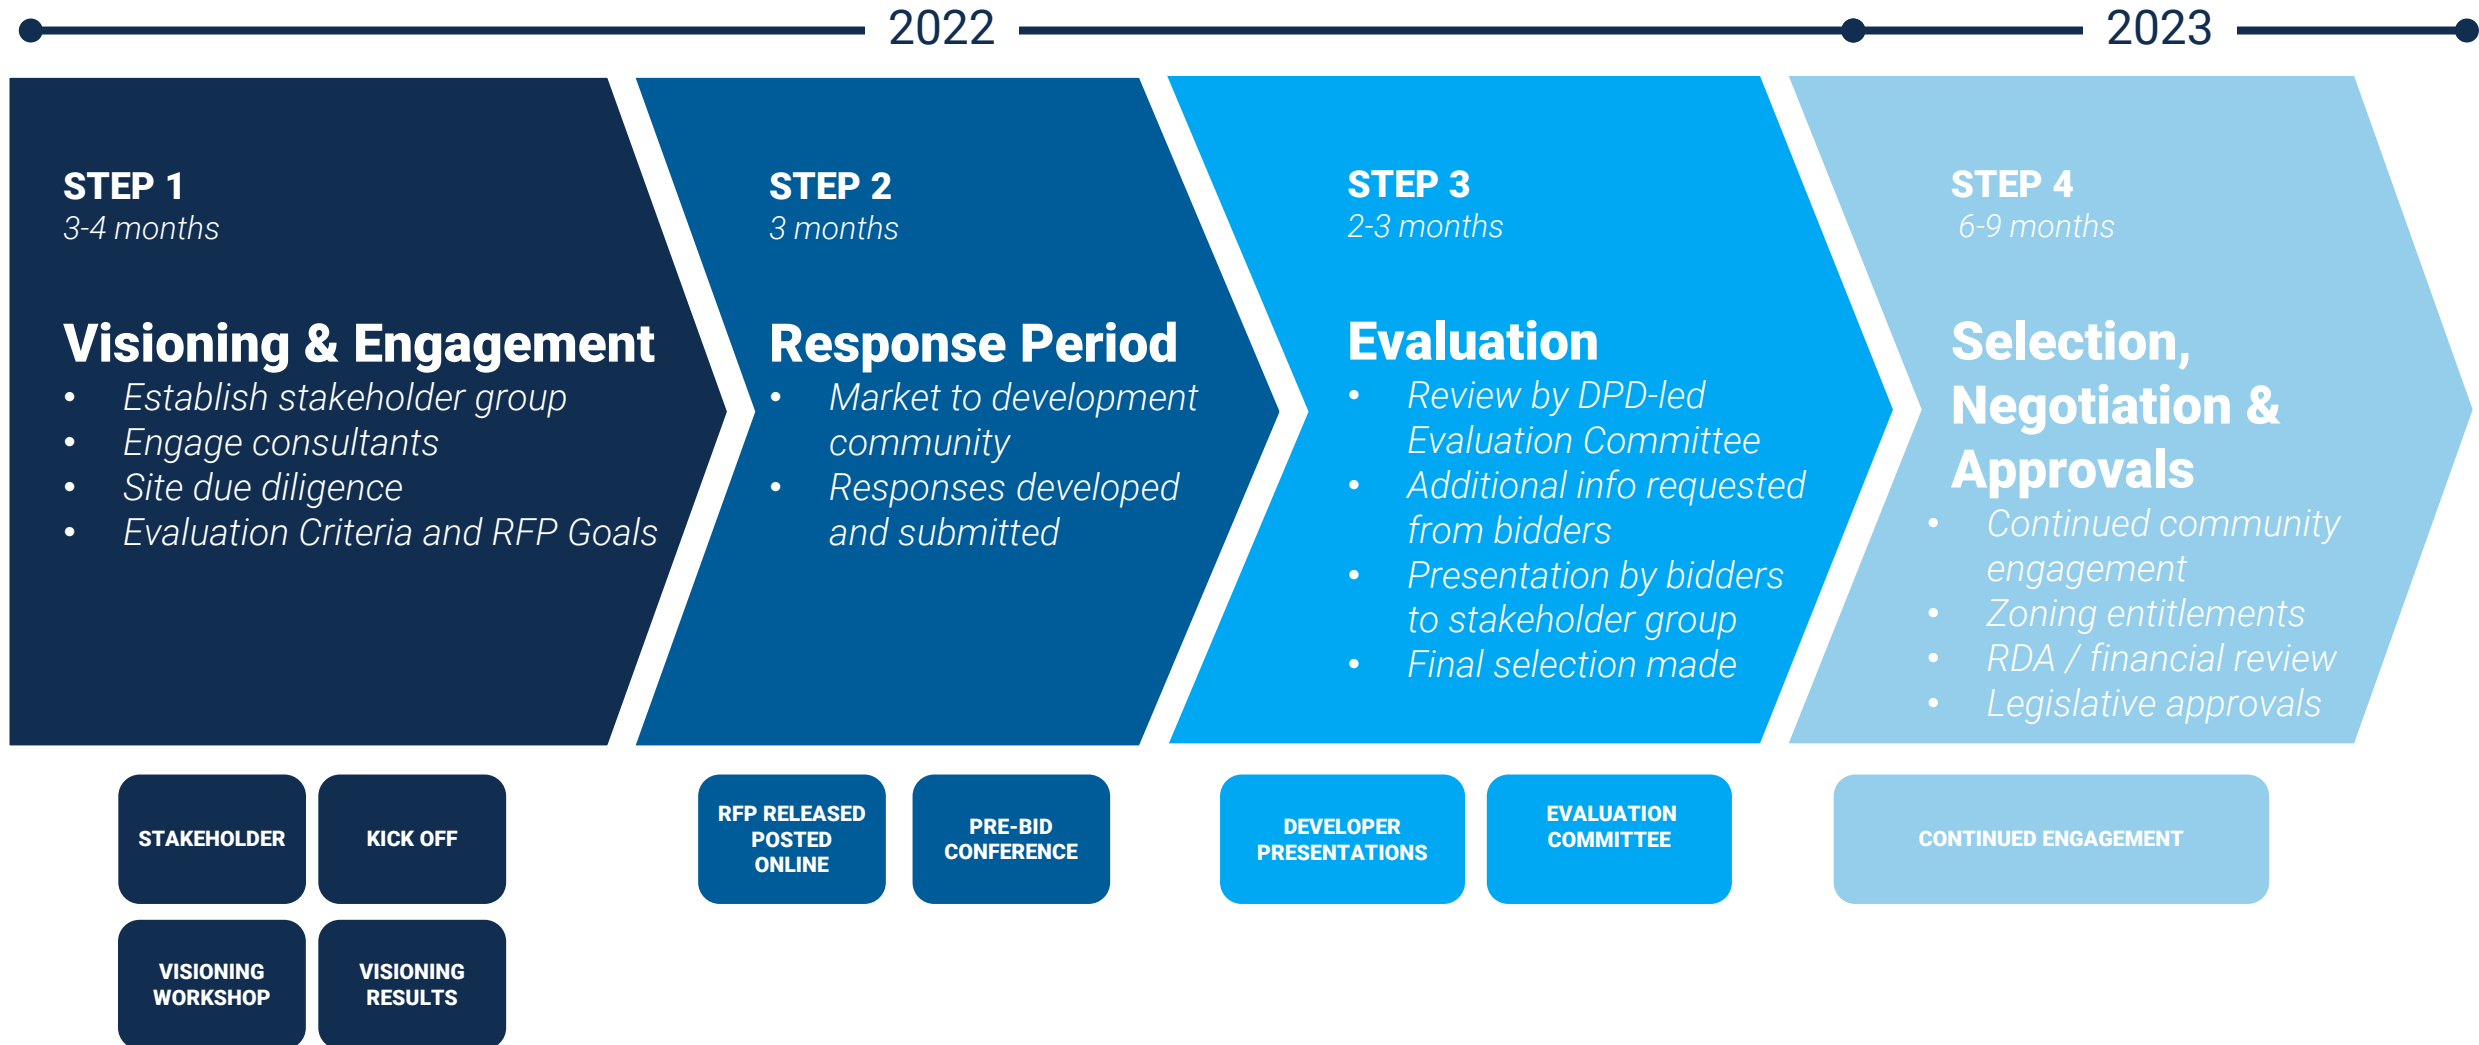 2022
2023
STEP 1
3-4 months
Visioning & Engagement
• Establish stakeholder group
• Engage consultants
• Site due diligence
• Evaluation Criteria and RFP Goals
STEP 2
3 months
Response Period
• Market to development
community
• Responses developed
and submitted
STEP 3
2-3 months
Evaluation
• Review by DPD-led
Evaluation Committee
• Additional info requested
from bidders
• Presentation by bidders
to stakeholder group
• Final selection made
STEP 4
6-9 months
Selection,
Negotiation &
Approvals
• Continued community
engagement
• Zoning entitlements
• RDA / financial review
• Legislative approvals
STAKEHOLDER
KICK OFF
VISIONING
WORKSHOP
VISIONING
RESULTS
RFP RELEASED
POSTED
ONLINE
PRE-BID
CONFERENCE
DEVELOPER
PRESENTATIONS
EVALUATION
COMMITTEE
CONTINUED ENGAGEMENT